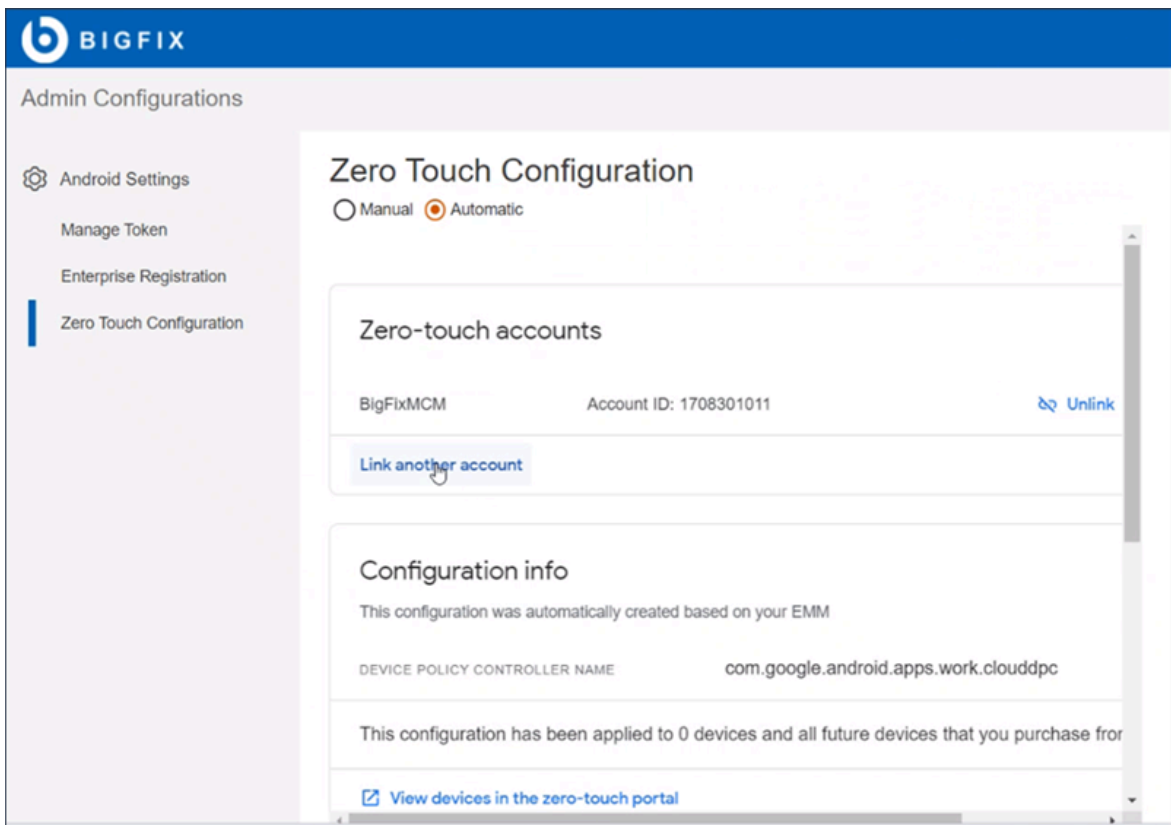 BIGFIX
Admin Configurations
Android Settings
Manage Token
Enterprise Registration
Zero Touch Configuration
Zero Touch Configuration
Manual Automatic
Zero-touch accounts
BigFixMCM Account ID: 1708301011 Unlink
Link another account
Configuration info
This configuration was automatically created based on your EMM
DEVICE POLICY CONTROLLER NAME com.google.android.apps.work.clouddpc
This configuration has been applied to 0 devices and all future devices that you purchase fror
View devices in the zero-touch portal